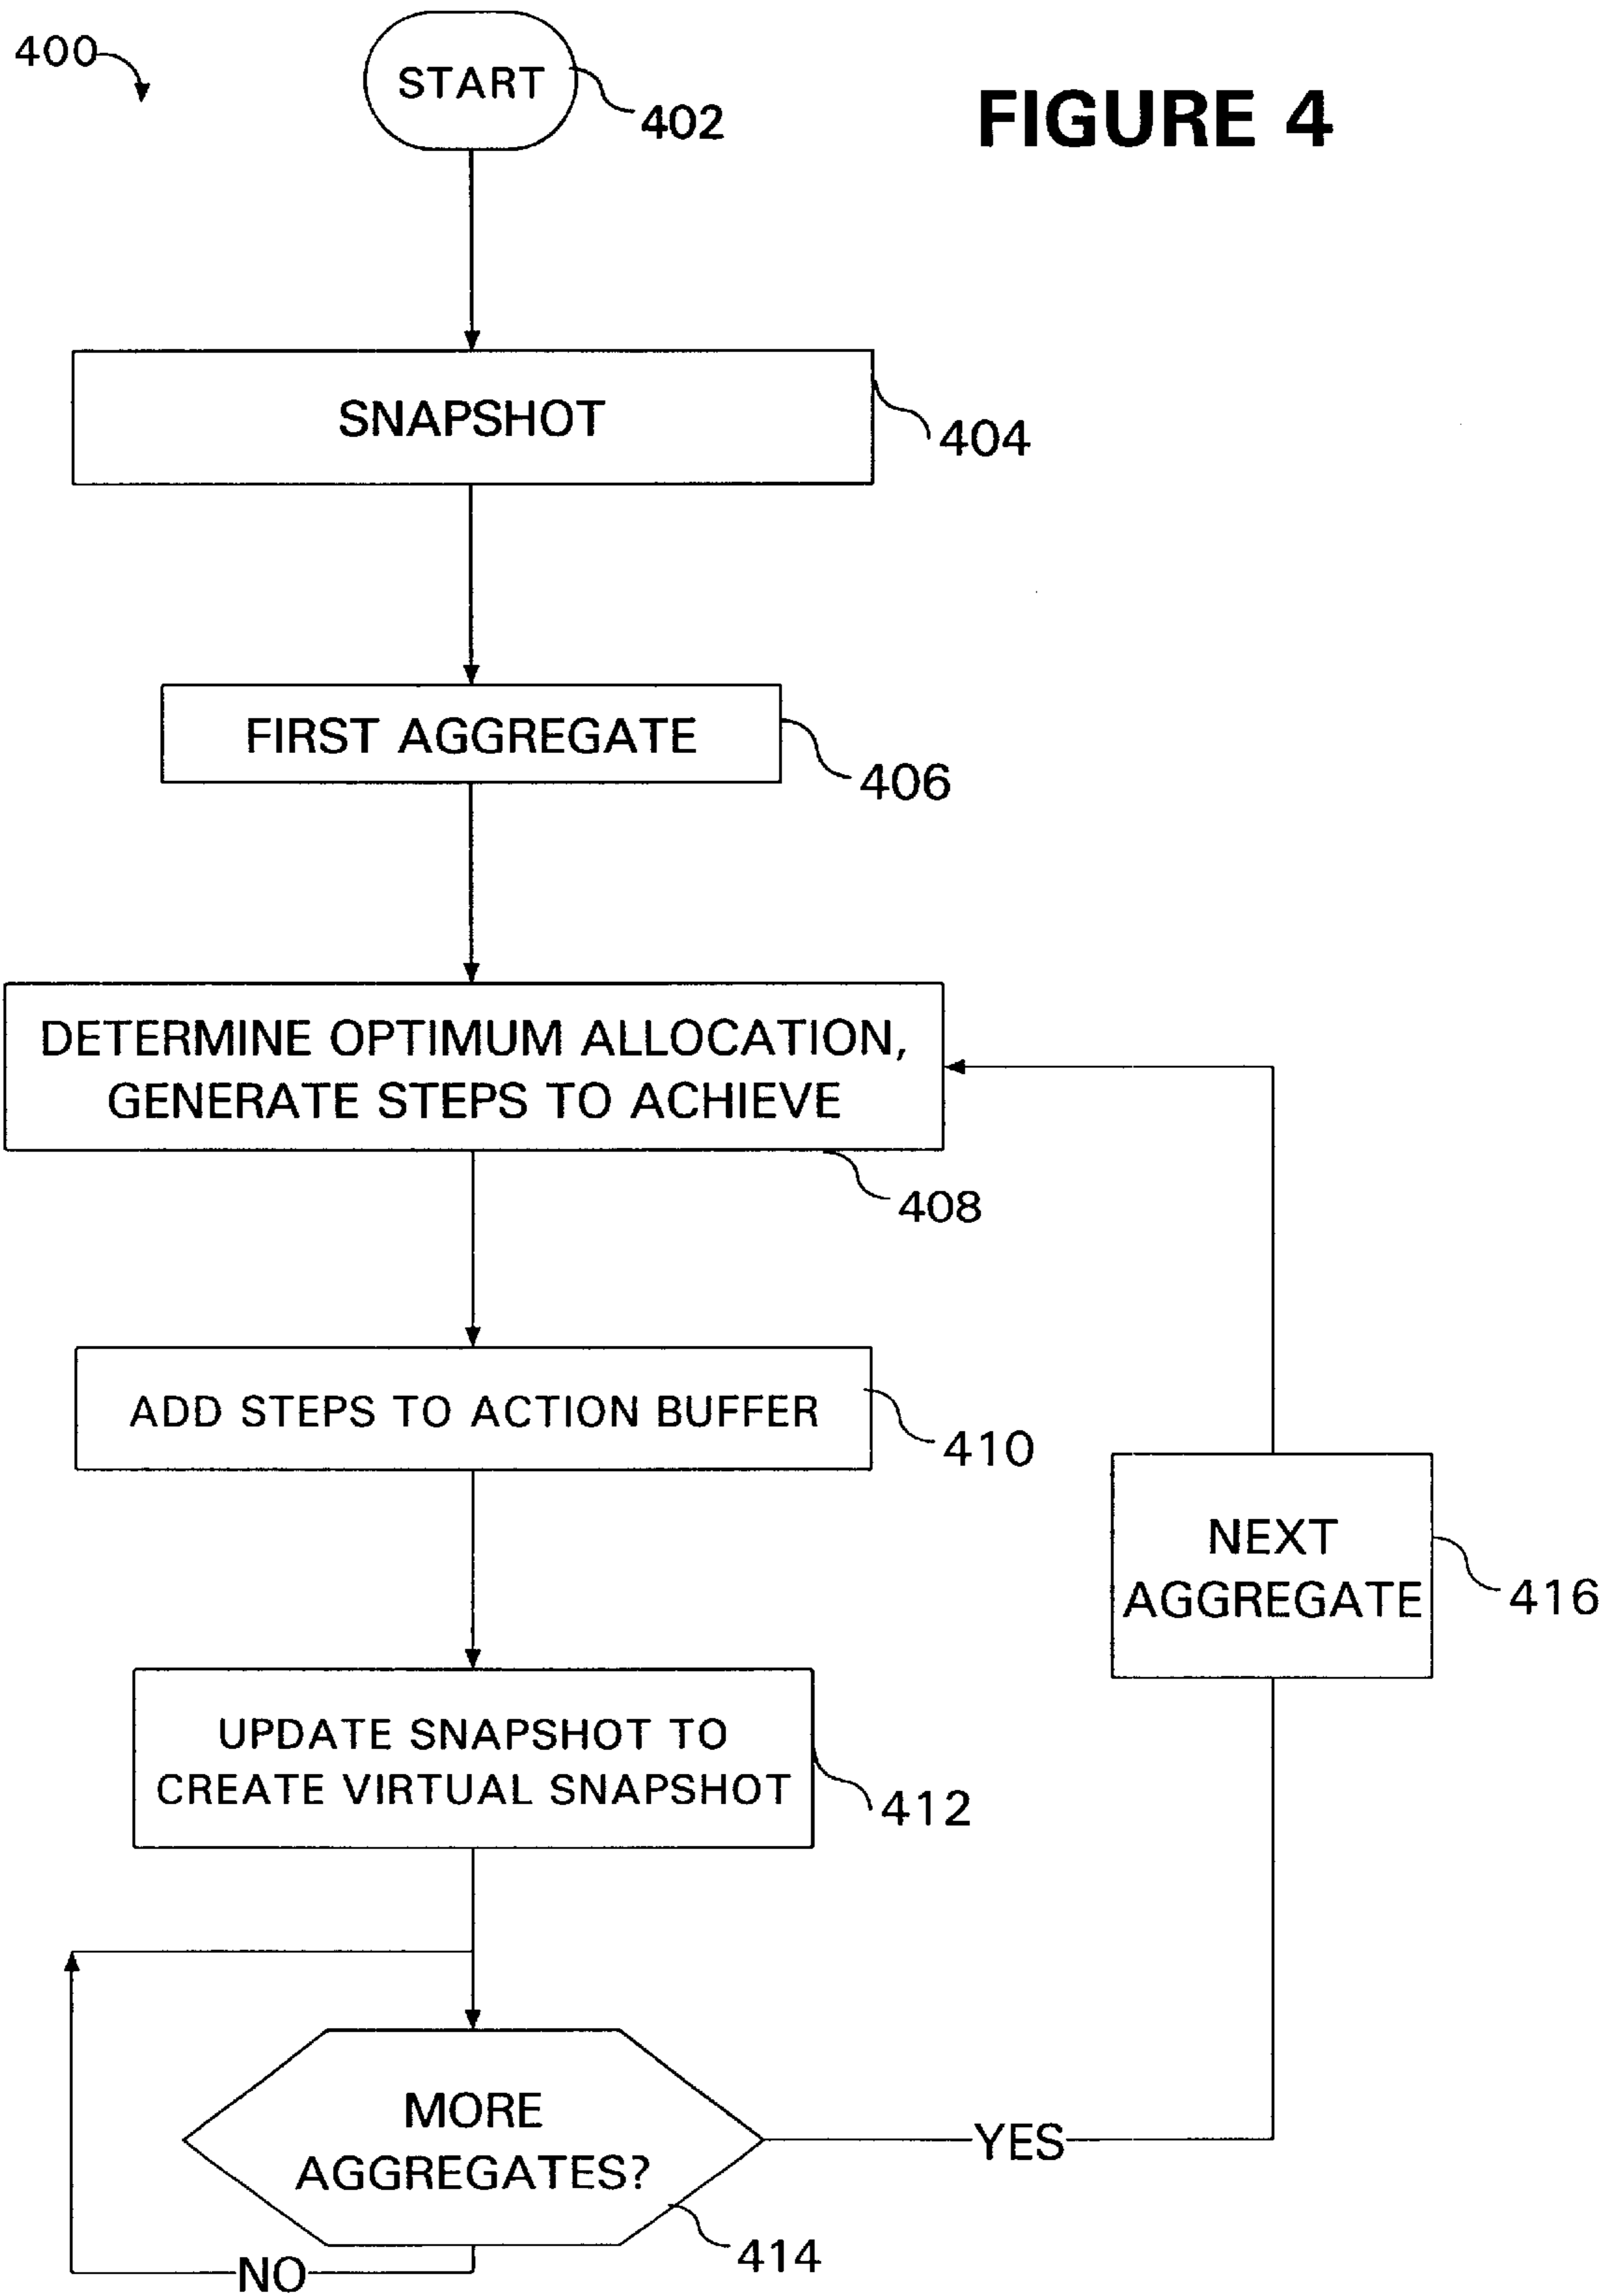 400
START
402
FIGURE 4
SNAPSHOT
404
FIRST AGGREGATE
406
DETERMINE OPTIMUM ALLOCATION,
GENERATE STEPS TO ACHIEVE
408
ADD STEPS TO ACTION BUFFER
410
NEXT
AGGREGATE
416
UPDATE SNAPSHOT TO
CREATE VIRTUAL SNAPSHOT
412
MORE
AGGREGATES?
YES
414
NO